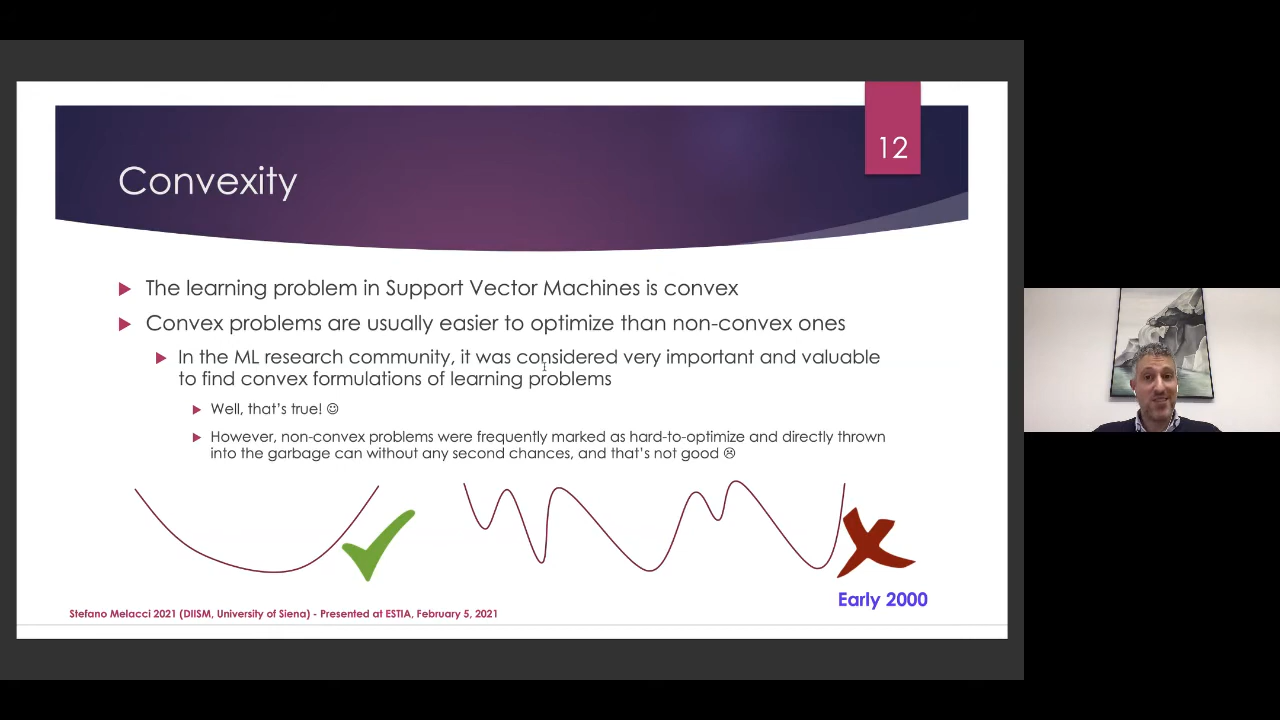 12
Convexity
The learning problem in Support Vector Machines is convex
Convex problems are usually easier to optimize than non-convex ones
In the ML research community, it was considered very important and valuable
to find convex formulations of learning problems
Well, that's true! ☺
However, non-convex problems were frequently marked as hard-to-optimize and directly thrown
into the garbage can without any second chances, and that's not good ☹
Early 2000
Stefano Melacci 2021 (DIISM, University of Siena) - Presented at ESTIA, February 5, 2021